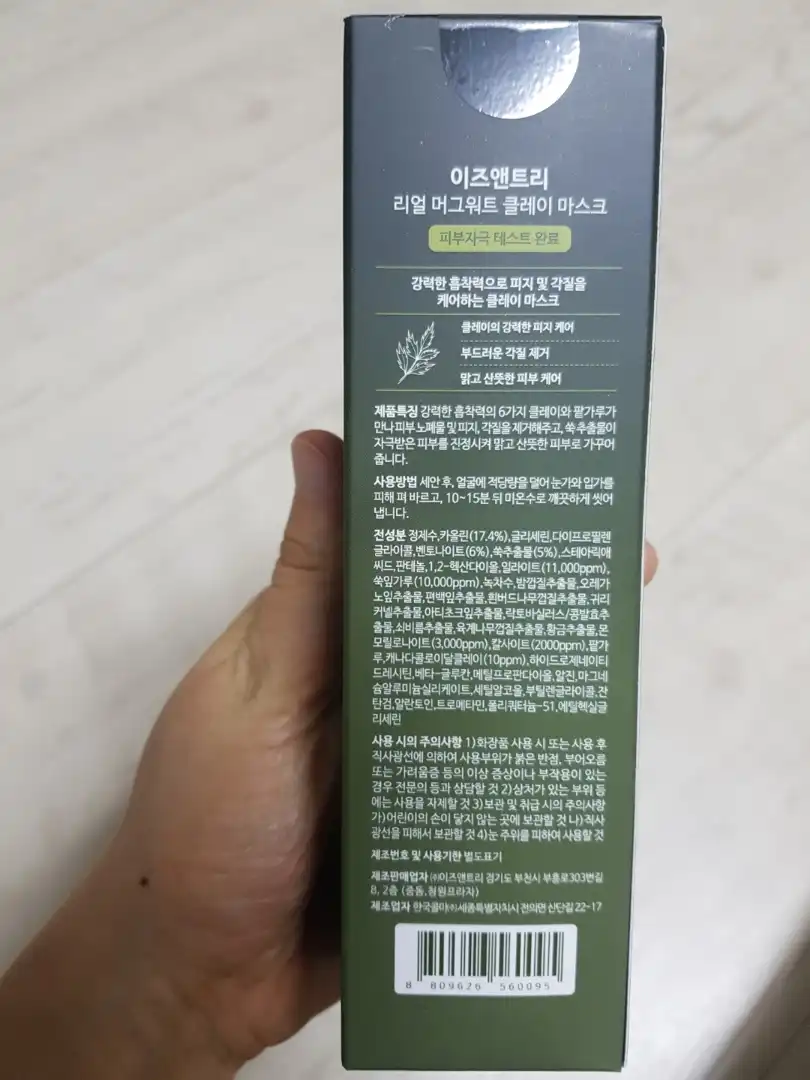 이즈앤트리
리얼 머그워트 클레이 마스크
피부자극 테스트 완료
강력한 흡착력으로 피지 및 각질을
케어하는 클레이 마스크
클레이의 강력한 피지 케어
부드러운 각질 제거
맑고 산뜻한 피부 케어
제품특징 강력한 흡착력의 6가지 클레이와 팥가루가
만나 피부 노폐물 및 피지, 각질을 제거해주고, 쑥 추출물이
자극받은 피부를 진정시켜 맑고 산뜻한 피부로 가꾸어
줍니다.
사용방법 세안 후, 얼굴에 적당량을 덜어 눈가와 입가를
피해 펴 바르고, 10~15분 뒤 미온수로 깨끗하게 씻어
냅니다.
전성분 정제수,카올린(17.4%),글리세린,다이프로필렌
글라이콜,벤토나이트(6%),쑥추출물(5%),스테아릭애
씨드,판테놀,1,2-헥산다이올,일라이트(11,000ppm),
쑥잎가루(10,000ppm),녹차수,밤껍질추출물,오레가
노잎추출물,편백잎추출물,흰버드나무껍질추출물,귀리
커넬추출물,아티초크잎추출물,락토바실러스/콩발효추
출물,쇠비름추출물,육계나무껍질추출물,황금추출물,몬
모릴로나이트(3,000ppm),칼사이트(2000ppm),팥가
루,캐나다콜로이달클레이(10ppm),하이드로제네이티
드레시틴,베타-글루칸,메틸프로판다이올,알진,마그네
슘알루미늄실리케이트,세틸알코올,부틸렌글라이콜,잔
탄검,알란토인,트로메타민,폴리쿼터늄-51,에틸헥실글
리세린
사용 시의 주의사항 1)화장품 사용 시 또는 사용 후
직사광선에 의하여 사용부위가 붉은 반점, 부어오름
또는 가려움증 등의 이상 증상이나 부작용이 있는
경우 전문의 등과 상담할 것 2)상처가 있는 부위 등
에는 사용을 자제할 것 3)보관 및 취급 시의 주의사항
가)어린이의 손이 닿지 않는 곳에 보관할 것 나)직사
광선을 피해서 보관할 것 4)눈 주위를 피하여 사용할 것
제조번호 및 사용기한 별도표기
제조판매업자 ㈜이즈앤트리 경기도 부천시 부흥로303번길
8, 2층 (중동,청원프라자)
제조업자 한국콜마㈜세종특별자치시 전의면 산단길 22-17
8 809626 560095